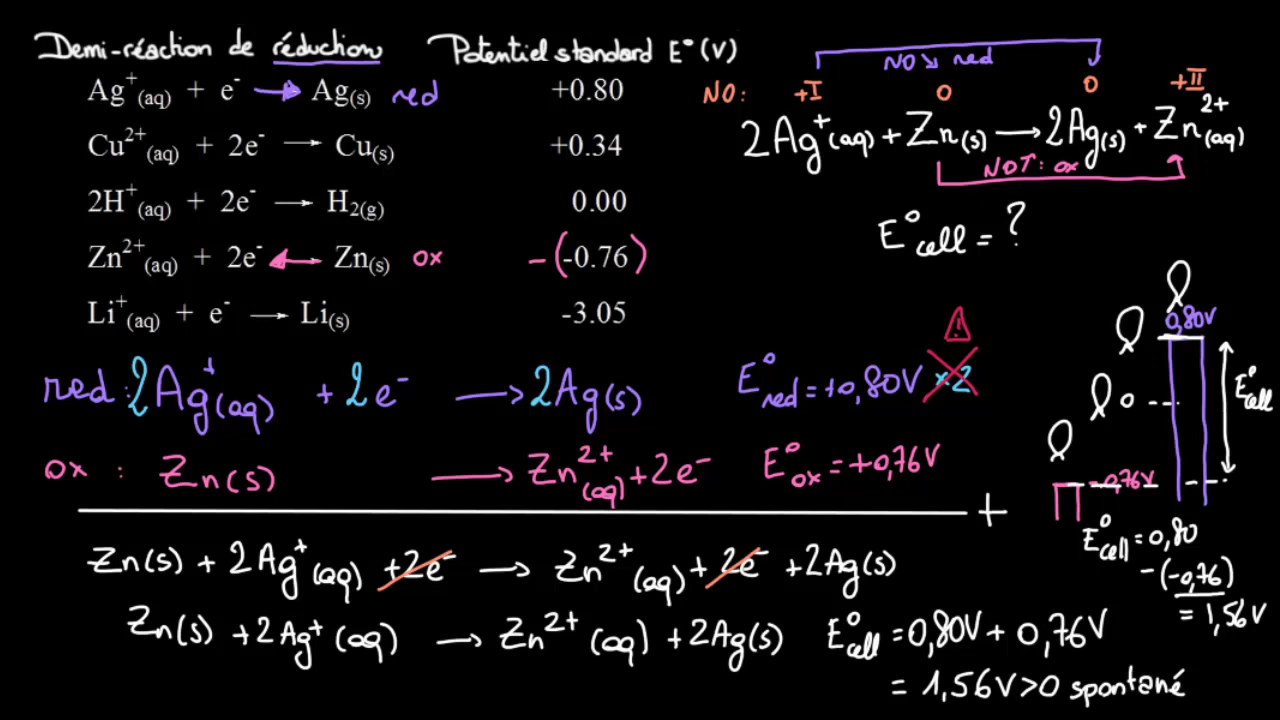 Demi-réaction de réduction Potentiel standard E° (V)
Ag⁺(aq) + e⁻ → Ag(s) red +0.80
Cu²⁺(aq) + 2e⁻ → Cu(s) +0.34
2H⁺(aq) + 2e⁻ → H₂(g) 0.00
Zn²⁺(aq) + 2e⁻ ← → Zn(s) ox -(-0.76)
Li⁺(aq) + e⁻ → Li(s) -3.05
NO ↘ red
NO: +I 0 0 +II
2Ag⁺(aq) + Zn(s) → 2Ag(s) + Zn²⁺(aq)
NO↑: ox
E°cell = ?
red: 2Ag⁺(aq) + 2e⁻ → 2Ag(s) E°red = +0,80V ×2
!
ox : Zn(s) → Zn²⁺(aq) + 2e⁻ E°ox = +0,76V
+
Zn(s) + 2Ag⁺(aq) + 2e⁻ → Zn²⁺(aq) + 2e⁻ + 2Ag(s)
Zn(s) + 2Ag⁺(aq) → Zn²⁺(aq) + 2Ag(s) E°cell = 0,80V + 0,76V
= 1,56V > 0 spontané
0,80V
E°cell
0
-0,76V
E°cell = 0,80
-(-0,76)
= 1,56V